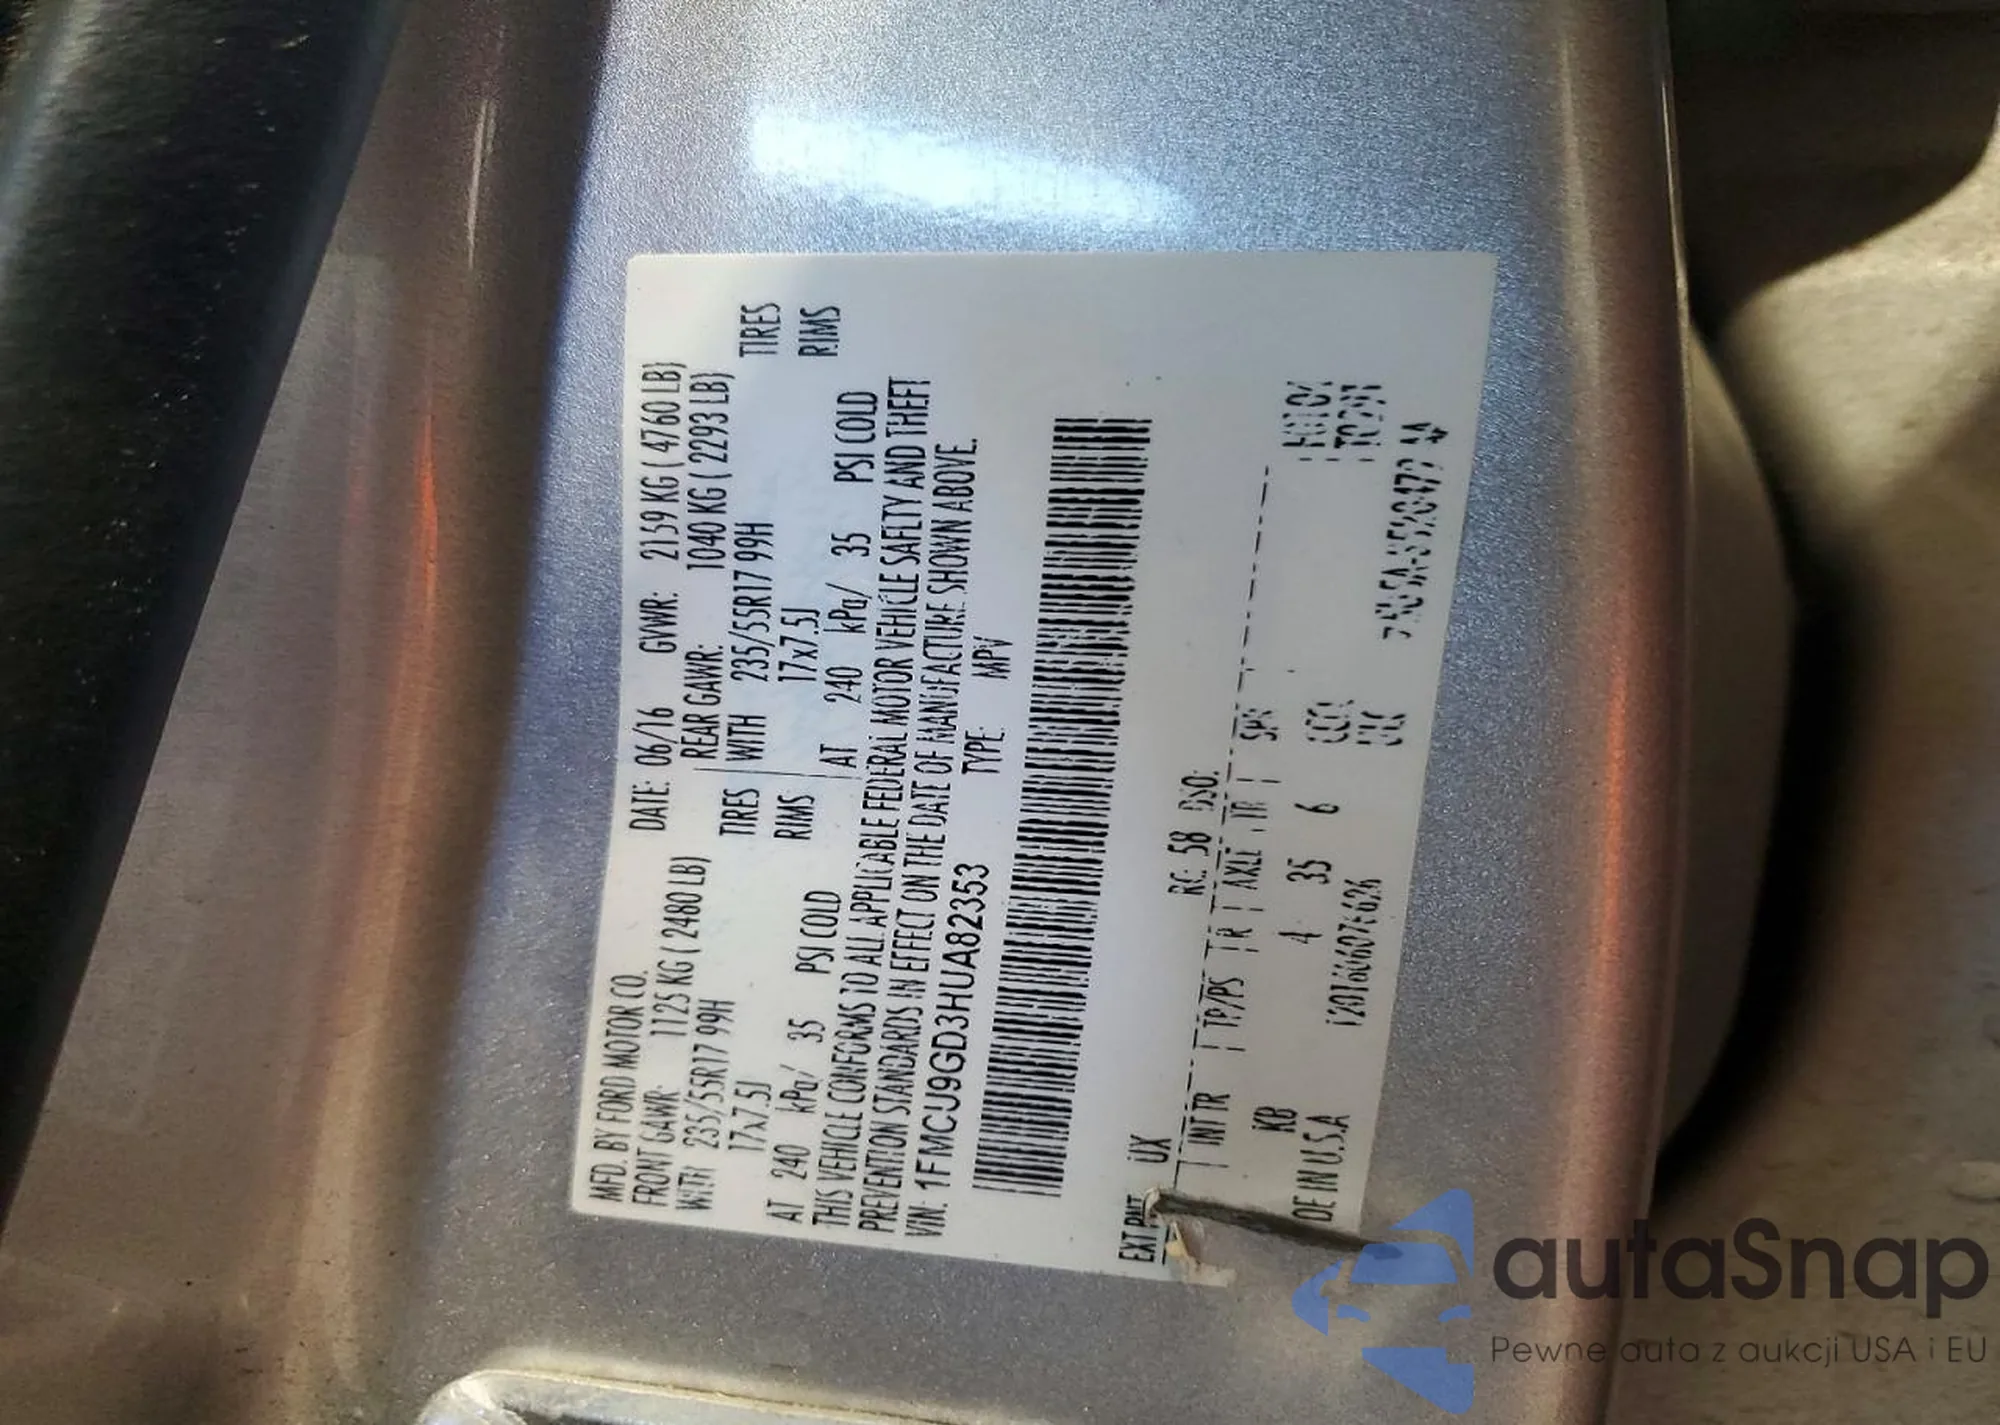 MFD. BY FORD MOTOR CO.
DATE: 06/16 GVWR: 2159 KG ( 4760 LB)
FRONT GAWR: 1125 KG ( 2480 LB)
REAR GAWR: 1040 KG ( 2293 LB)
WITH 235/55R17 99H TIRES
WITH 235/55R17 99H TIRES
17x7.5J RIMS
17x7.5J RIMS
AT 240 kPa/ 35 PSI COLD
AT 240 kPa/ 35 PSI COLD
THIS VEHICLE CONFORMS TO ALL APPLICABLE FEDERAL MOTOR VEHICLE SAFETY AND THEFT
PREVENTION STANDARDS IN EFFECT ON THE DATE OF MANUFACTURE SHOWN ABOVE.
VIN: 1FMCU9GD3HUA82353 TYPE: MPV
EXT PNT UX RC: 58 DSO:
INT TR TP/PS R AXLE TR SPR
KB 4 35 6
DE IN U.S.A
autaSnap
Pewne auta z aukcji USA i EU